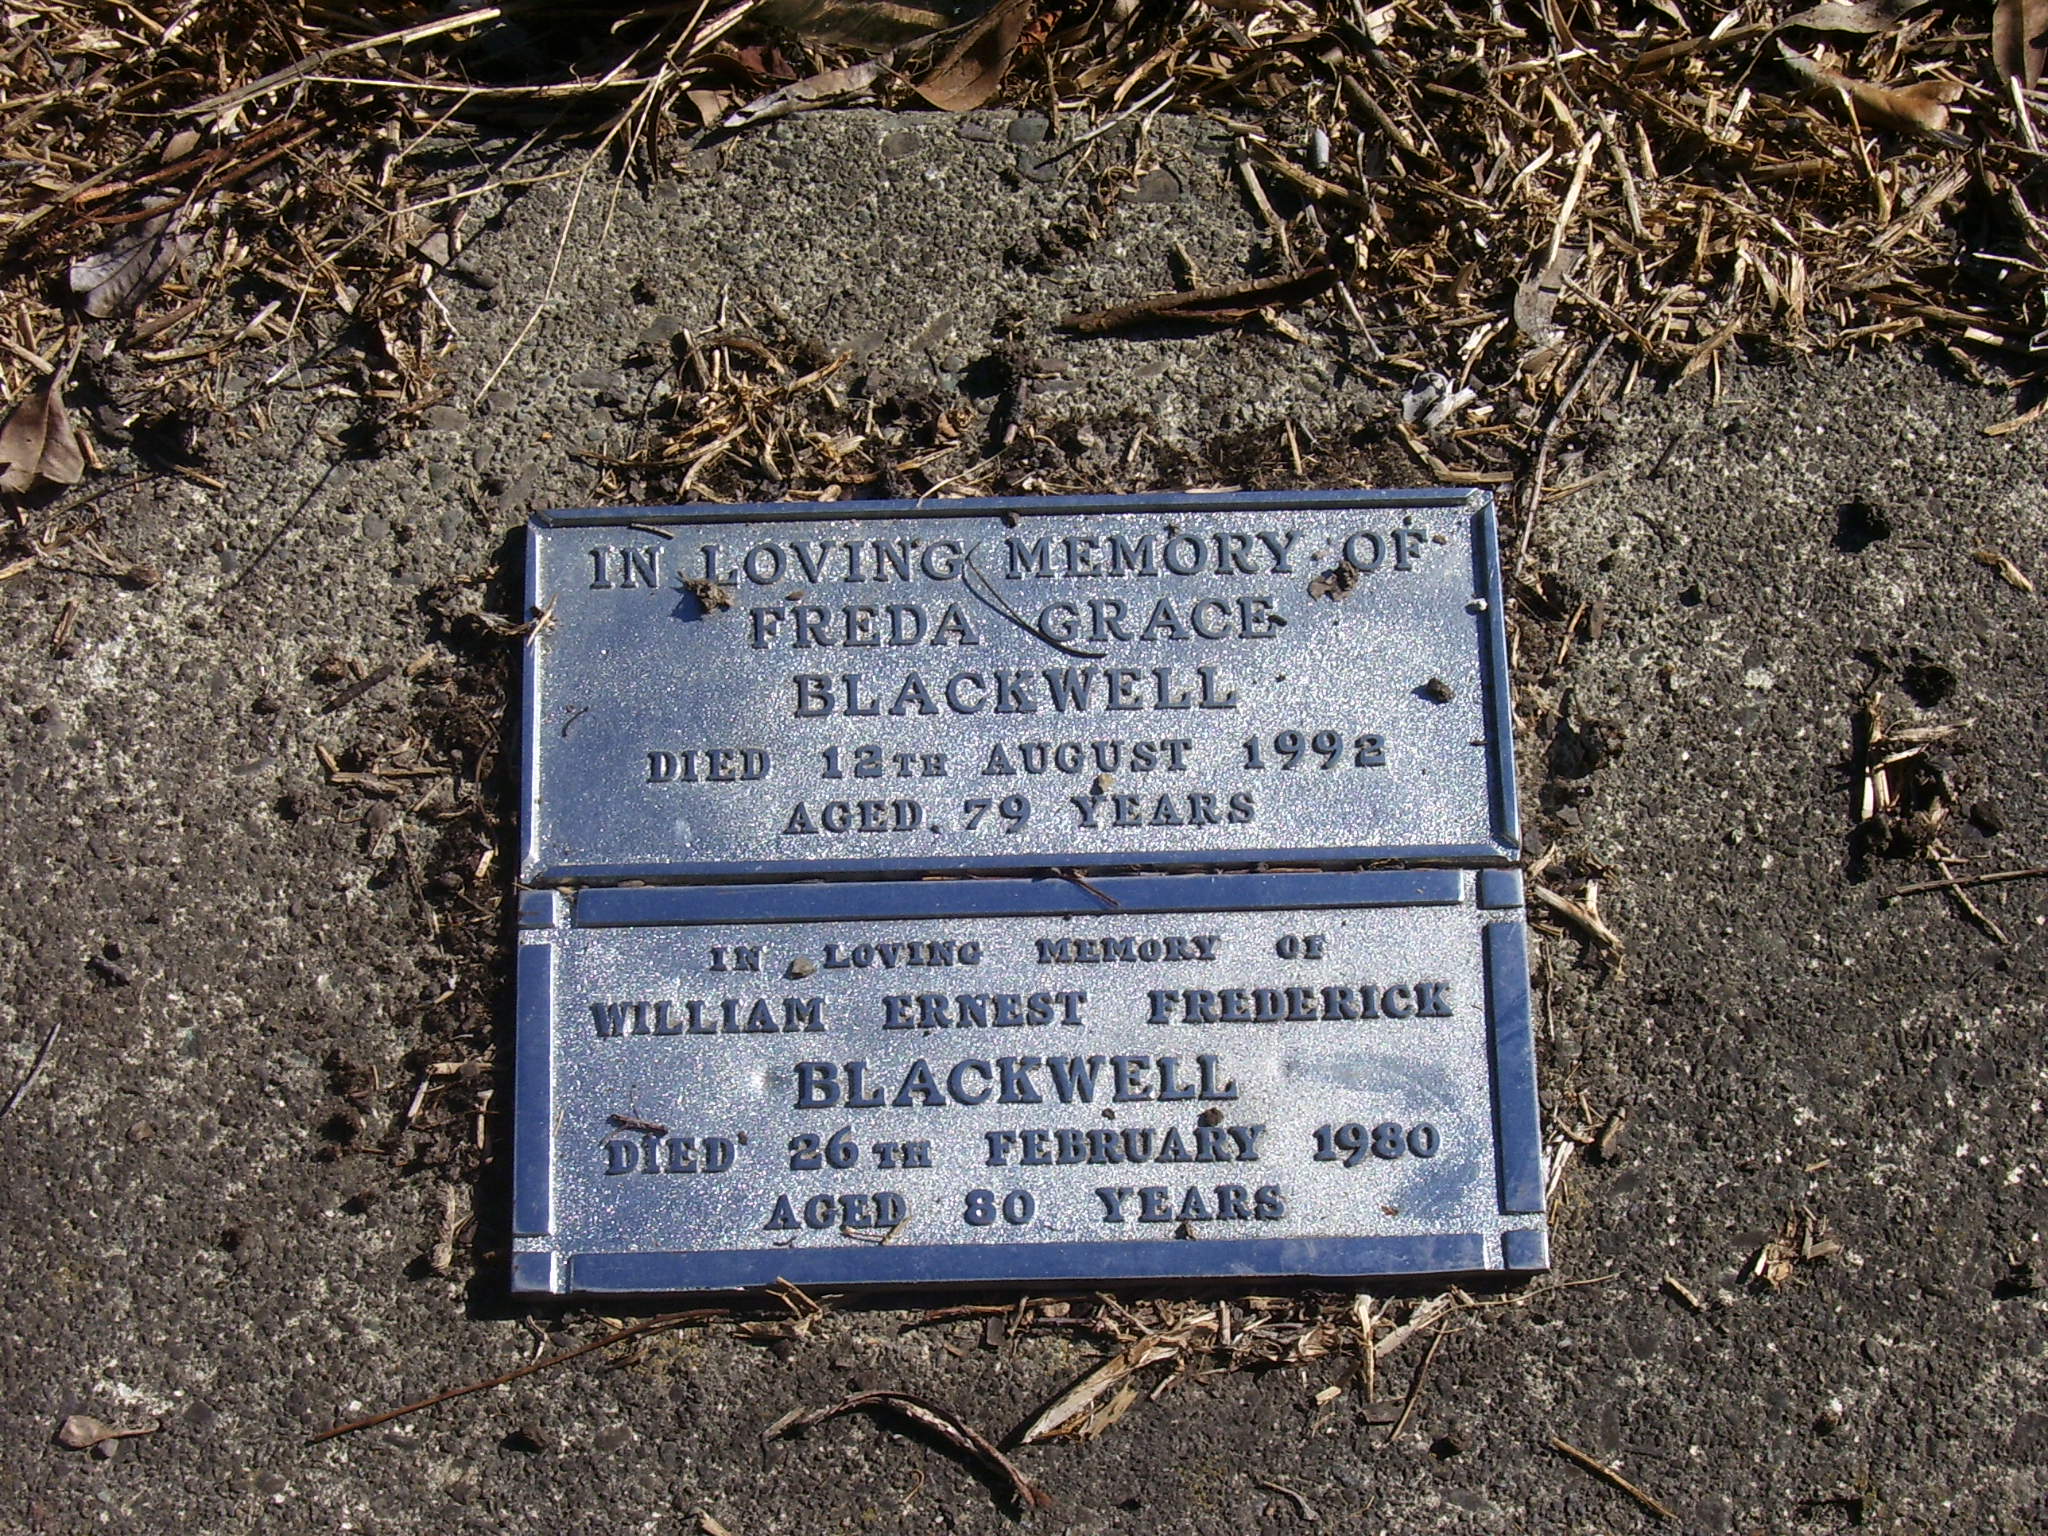 IN LOVING MEMORY OF
FREDA GRACE
BLACKWELL
DIED 12TH AUGUST 1992
AGED 79 YEARS
IN LOVING MEMORY OF
WILLIAM ERNEST FREDERICK
BLACKWELL
DIED 26TH FEBRUARY 1980
AGED 80 YEARS